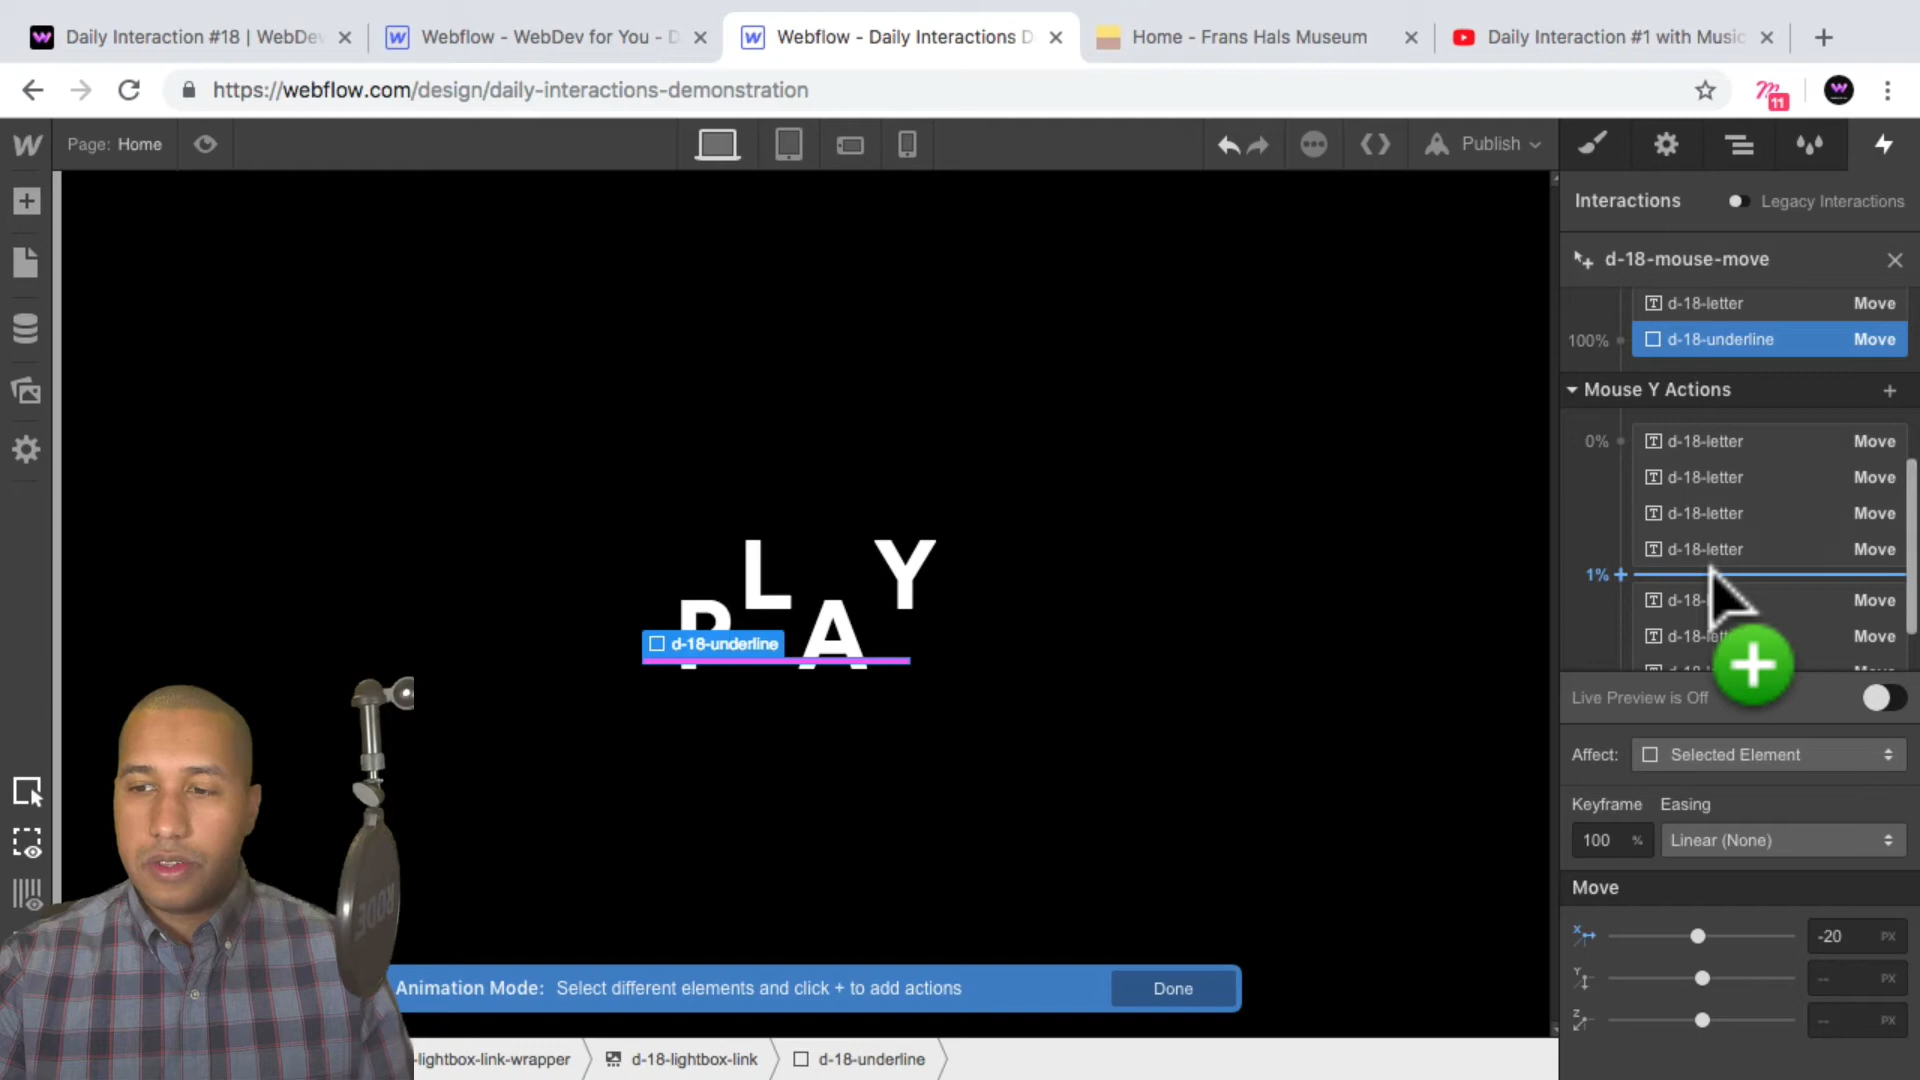 Daily Interaction #18 | WebDev
Webflow - WebDev for You - D
Webflow - Daily Interactions D
Home - Frans Hals Museum
Daily Interaction #1 with Music
https://webflow.com/design/daily-interactions-demonstration
11
Page: Home
Publish
Interactions
Legacy Interactions
d-18-mouse-move
d-18-letter Move
100% d-18-underline Move
Mouse Y Actions
0% d-18-letter Move
d-18-letter Move
d-18-letter Move
d-18-letter Move
1%
d-18- Move
d-18- Move
PLAY
d-18-underline
Live Preview is Off
Affect: Selected Element
Keyframe Easing
100 % Linear (None)
Move
X -20 PX
Y -- PX
Z -- PX
RODE
Animation Mode: Select different elements and click + to add actions Done
-lightbox-link-wrapper d-18-lightbox-link d-18-underline